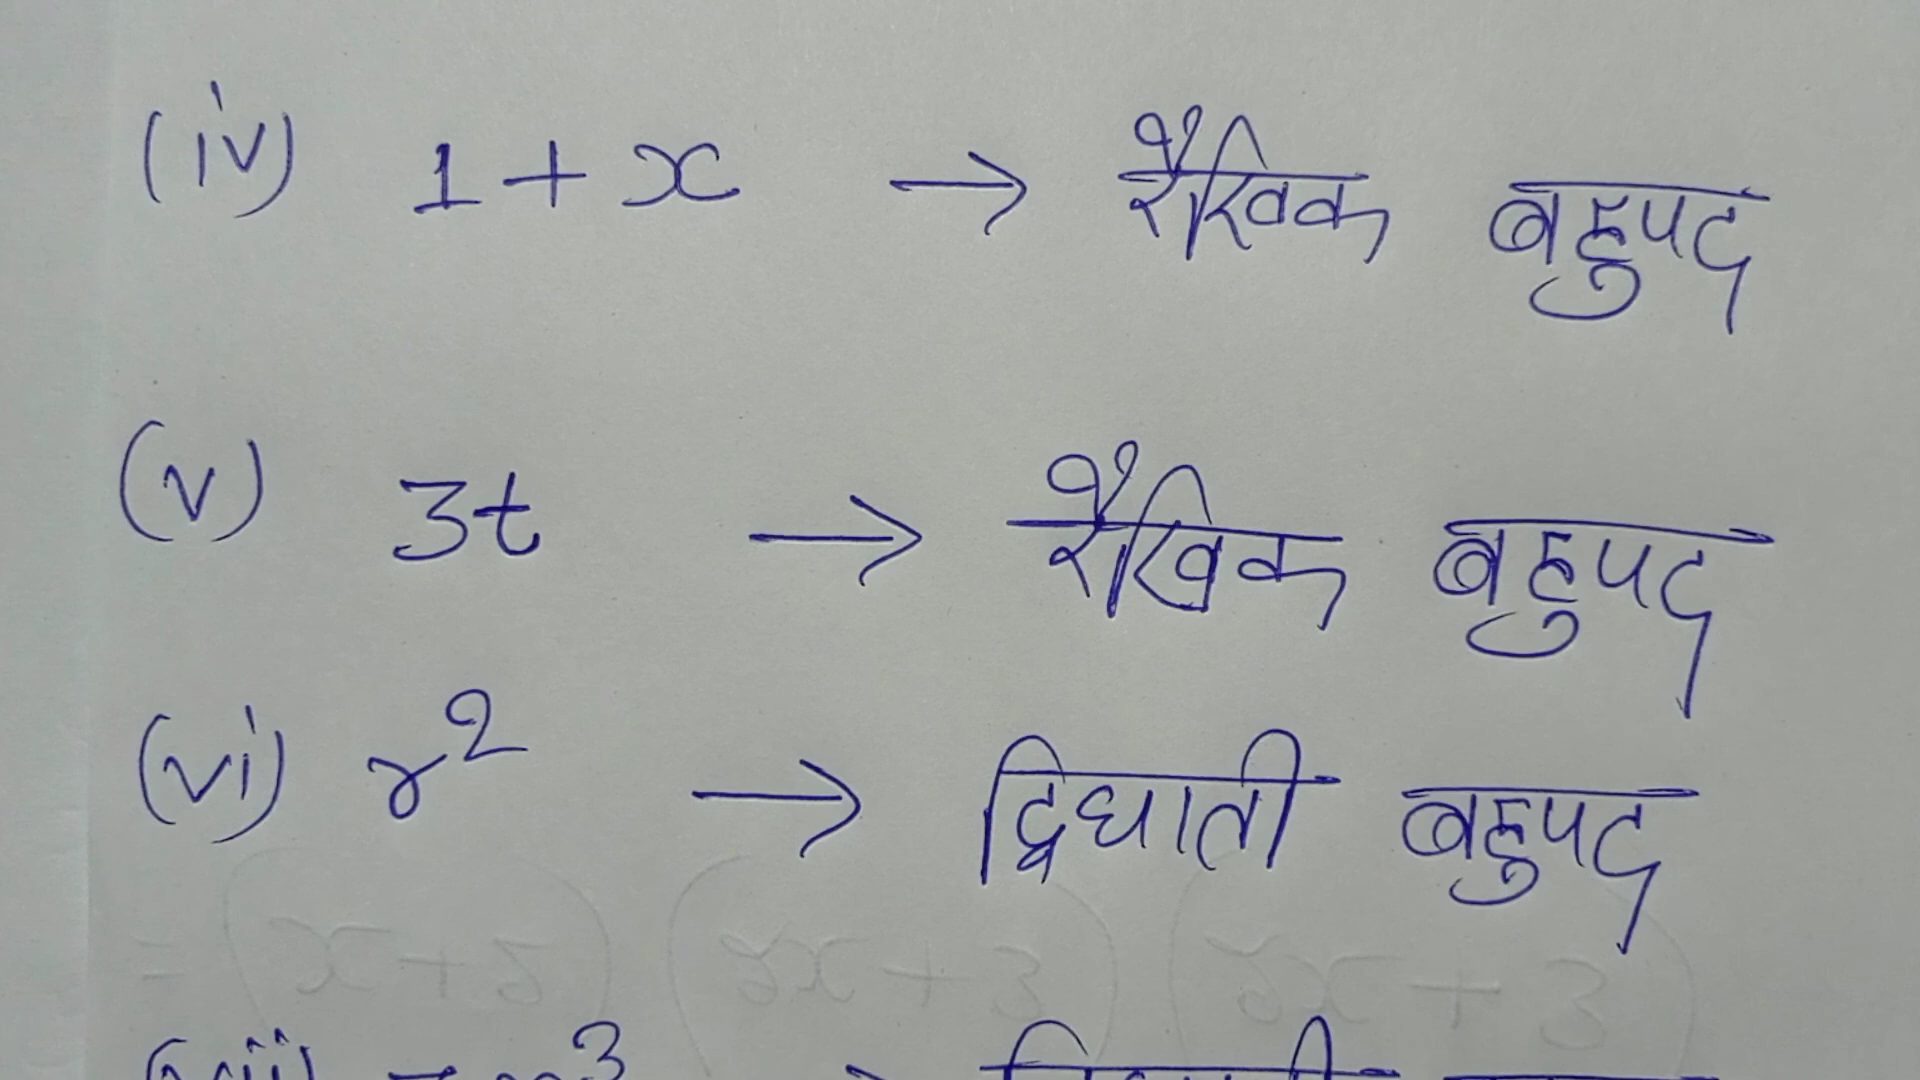 (iv) 1 + x → रैखिक बहुपद
(v) 3t → रैखिक बहुपद
(vi) r² → द्विघाती बहुपद